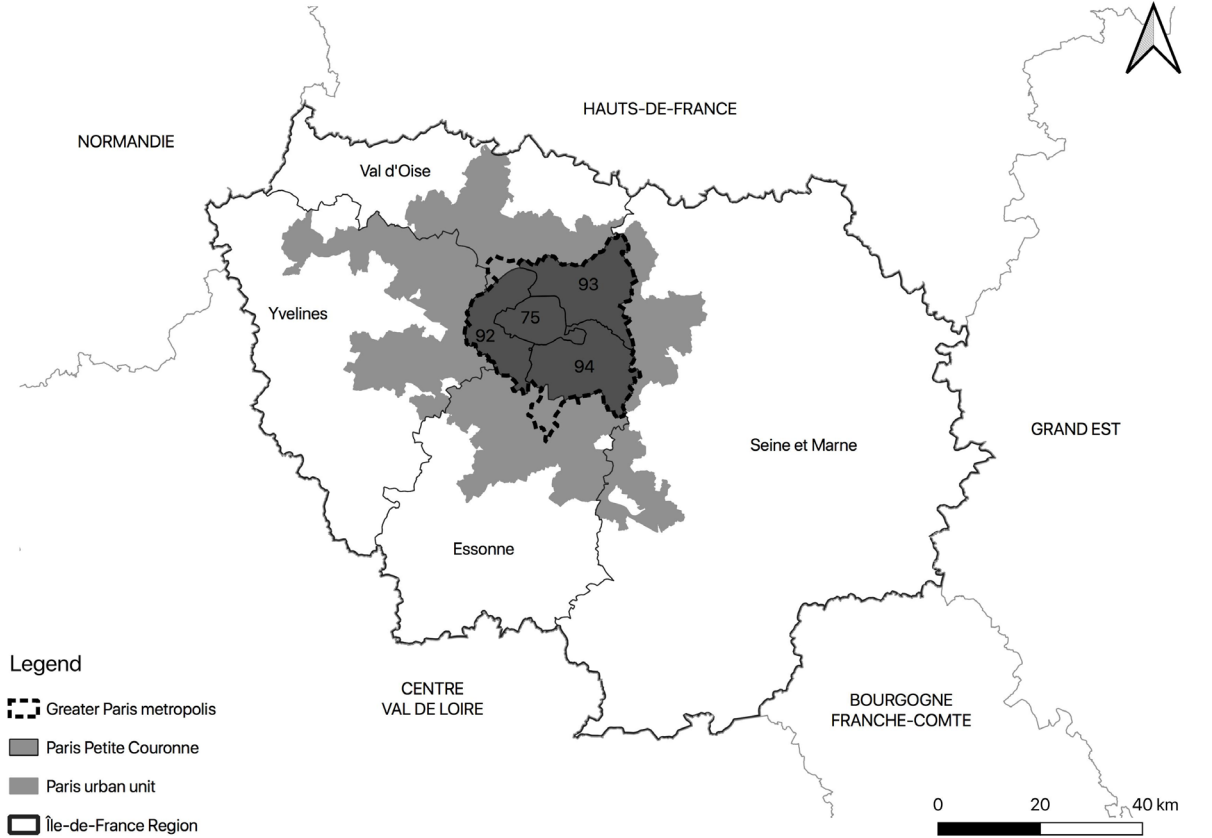 HAUTS-DE-FRANCE
NORMANDIE
Val d'Oise
93
Yvelines
75
92
94
GRAND EST
Seine et Marne
Essonne
Legend
CENTRE
VAL DE LOIRE
BOURGOGNE
FRANCHE-COMTE
Greater Paris metropolis
Paris Petite Couronne
Paris urban unit
Île-de-France Region
0 20 40 km